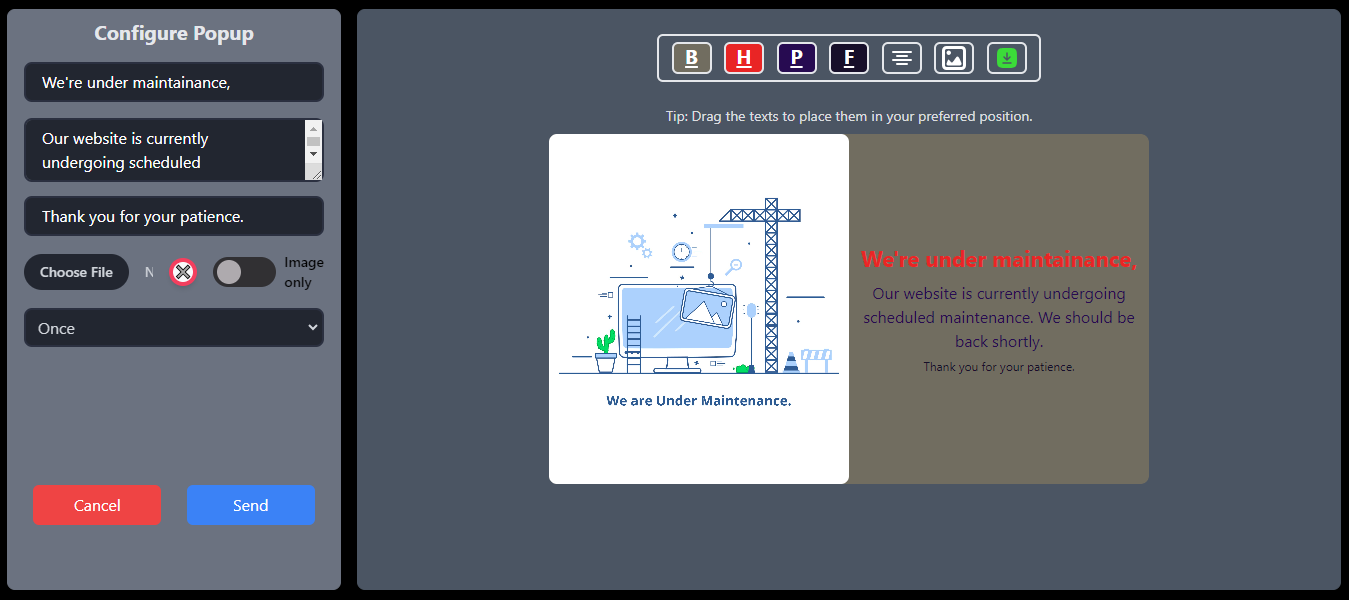 Configure Popup
We're under maintainance,
Our website is currently
undergoing scheduled
Thank you for your patience.
Choose File
N
Image
only
Once
Cancel
Send
B H P F
Tip: Drag the texts to place them in your preferred position.
We are Under Maintenance.
We're under maintainance,
Our website is currently undergoing
scheduled maintenance. We should be
back shortly.
Thank you for your patience.